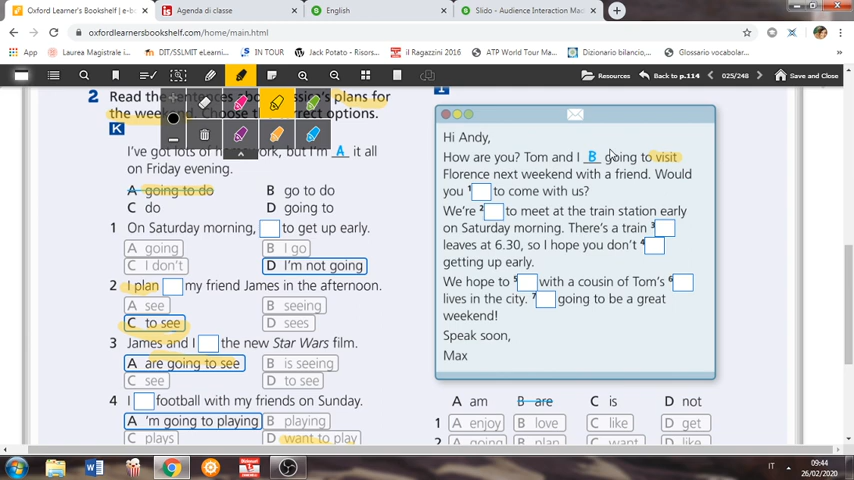 Oxford Learner's Bookshelf | e-b
Agenda di classe
English
Slido - Audience Interaction Mad
oxfordlearnersbookshelf.com/home/main.html
App
Laurea Magistrale i...
DIT/SSLMIT eLearni...
IN TOUR
Jack Potato - Risors...
il Ragazzini 2016
ATP World Tour Ma...
Dizionario bilancio,...
Glossario vocabolar...
Resources
Back to p.114
025/248
Save and Close
2 Read the sentences plans for
the weekend. correct options.
K
I've got lots of but I'm A it all
on Friday evening.
A going to do B go to do
C do D going to
1 On Saturday morning, to get up early.
A going B I go
C I don't D I'm not going
2 I plan my friend James in the afternoon.
A see B seeing
C to see D sees
3 James and I the new Star Wars film.
A are going to see B is seeing
C see D to see
4 I football with my friends on Sunday.
A 'm going to playing B playing
C plays D want to play
Hi Andy,
How are you? Tom and I B going to visit
Florence next weekend with a friend. Would
you 1 to come with us?
We're 2 to meet at the train station early
on Saturday morning. There's a train 3
leaves at 6.30, so I hope you don't 4
getting up early.
We hope to 5 with a cousin of Tom's 6
lives in the city. 7 going to be a great
weekend!
Speak soon,
Max
A am B are C is D not
1 A enjoy B love C like D get
2 A going B plan C want D like
IT
09:44
26/02/2020